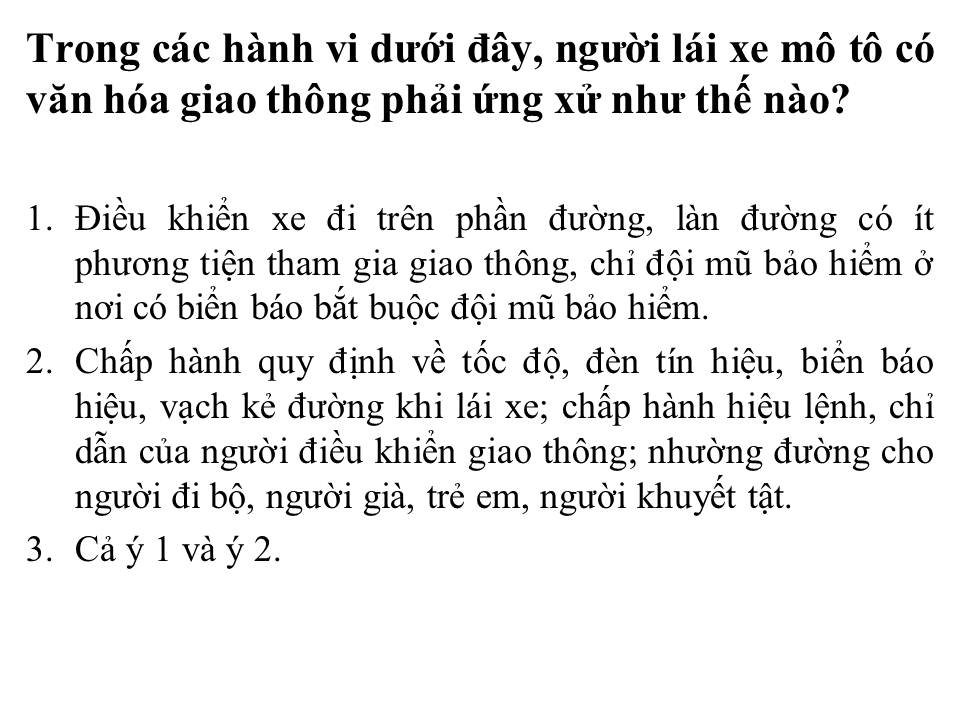 Trong các hành vi dưới đây, người lái xe mô tô có
văn hóa giao thông phải ứng xử như thế nào?
1. Điều khiển xe đi trên phần đường, làn đường có ít
phương tiện tham gia giao thông, chỉ đội mũ bảo hiểm ở
nơi có biển báo bắt buộc đội mũ bảo hiểm.
2. Chấp hành quy định về tốc độ, đèn tín hiệu, biển báo
hiệu, vạch kẻ đường khi lái xe; chấp hành hiệu lệnh, chỉ
dẫn của người điều khiển giao thông; nhường đường cho
người đi bộ, người già, trẻ em, người khuyết tật.
3. Cả ý 1 và ý 2.